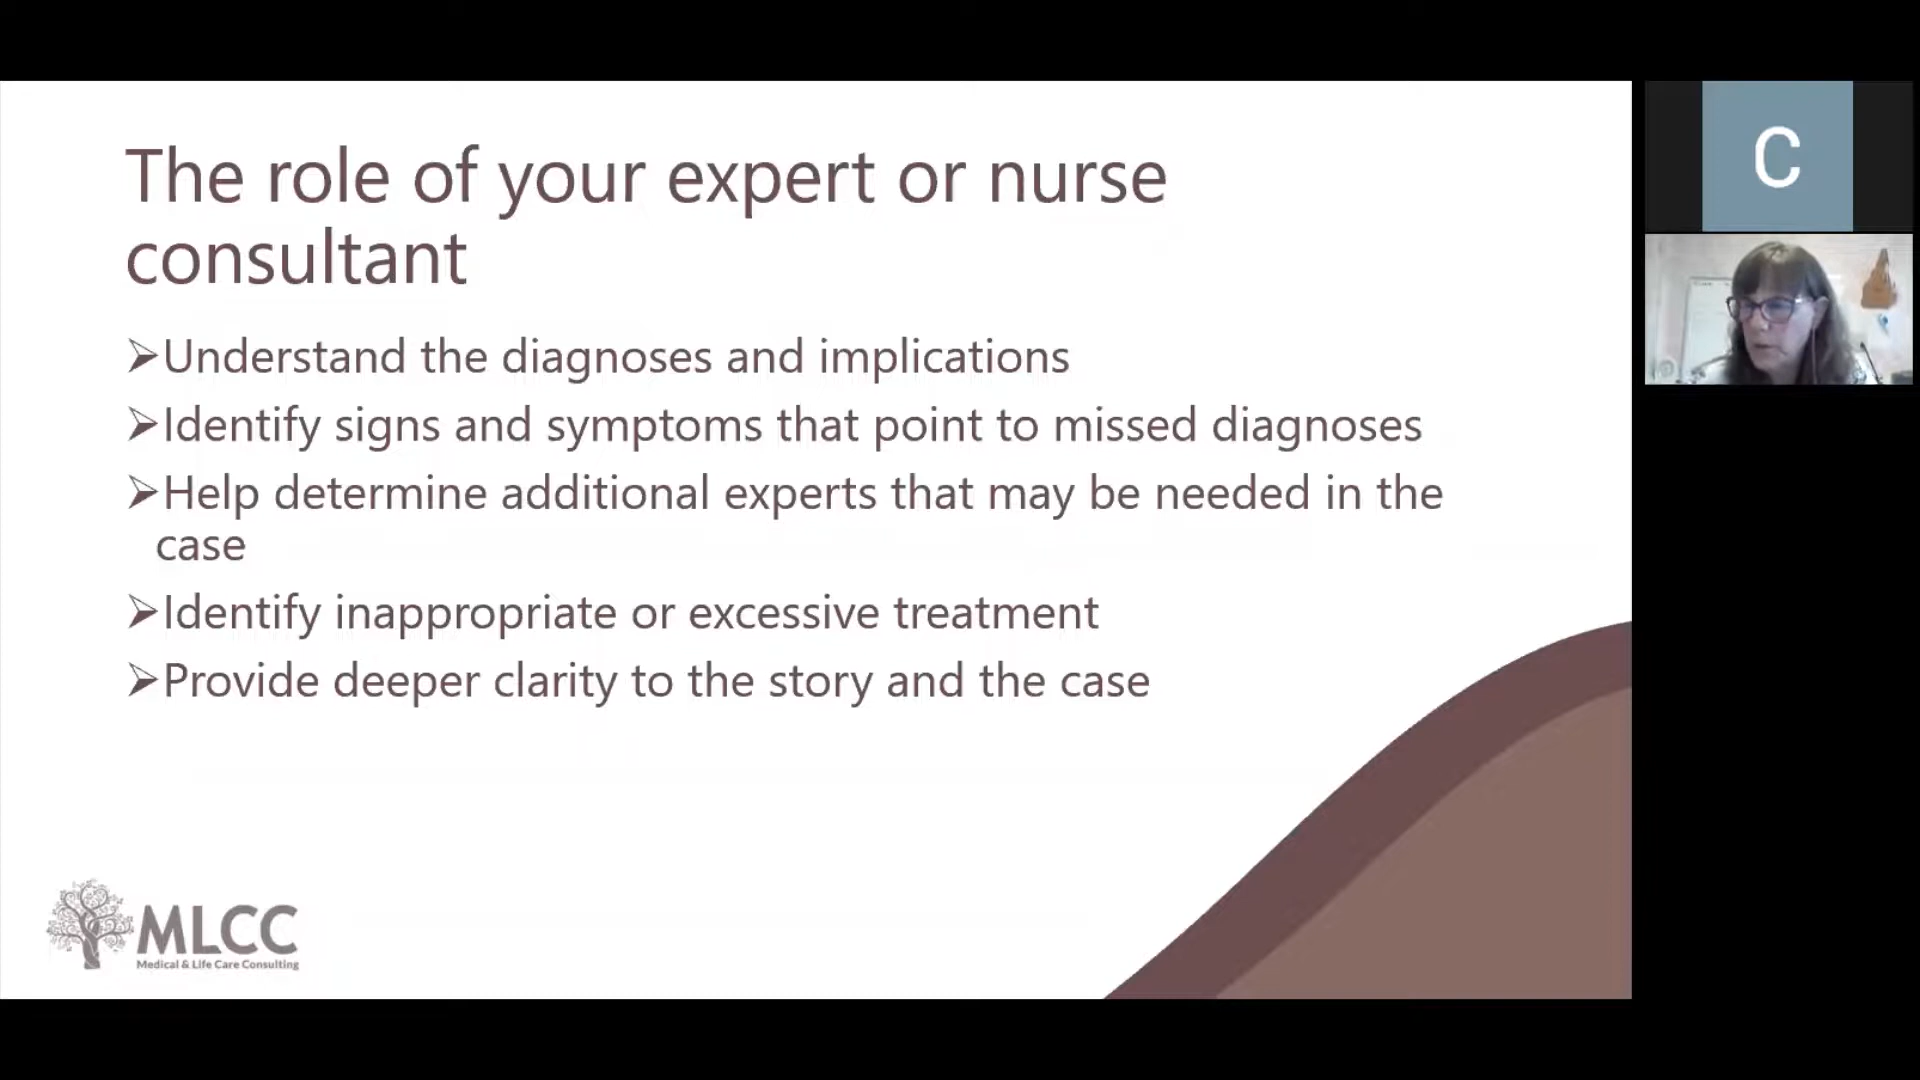 The role of your expert or nurse
consultant
➢Understand the diagnoses and implications
➢Identify signs and symptoms that point to missed diagnoses
➢Help determine additional experts that may be needed in the
case
➢Identify inappropriate or excessive treatment
➢Provide deeper clarity to the story and the case
MLCC
Medical & Life Care Consulting
C